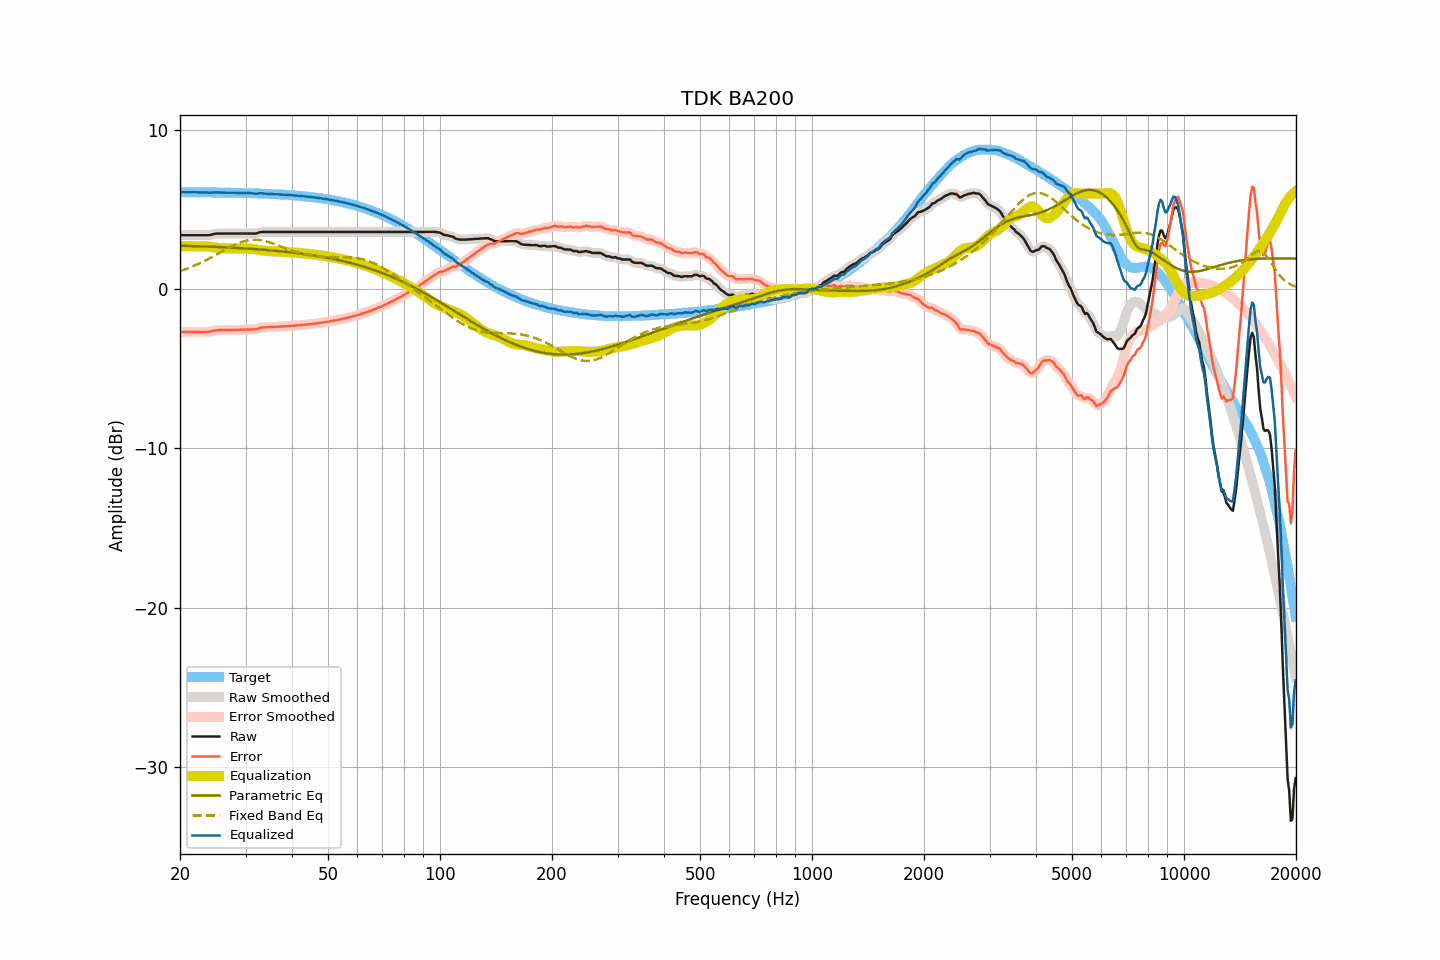 TDK BA200
10
0
−10
−20
−30
Amplitude (dBr)
Target
Raw Smoothed
Error Smoothed
Raw
Error
Equalization
Parametric Eq
Fixed Band Eq
Equalized
20 50 100 200 500 1000 2000 5000 10000 20000
Frequency (Hz)